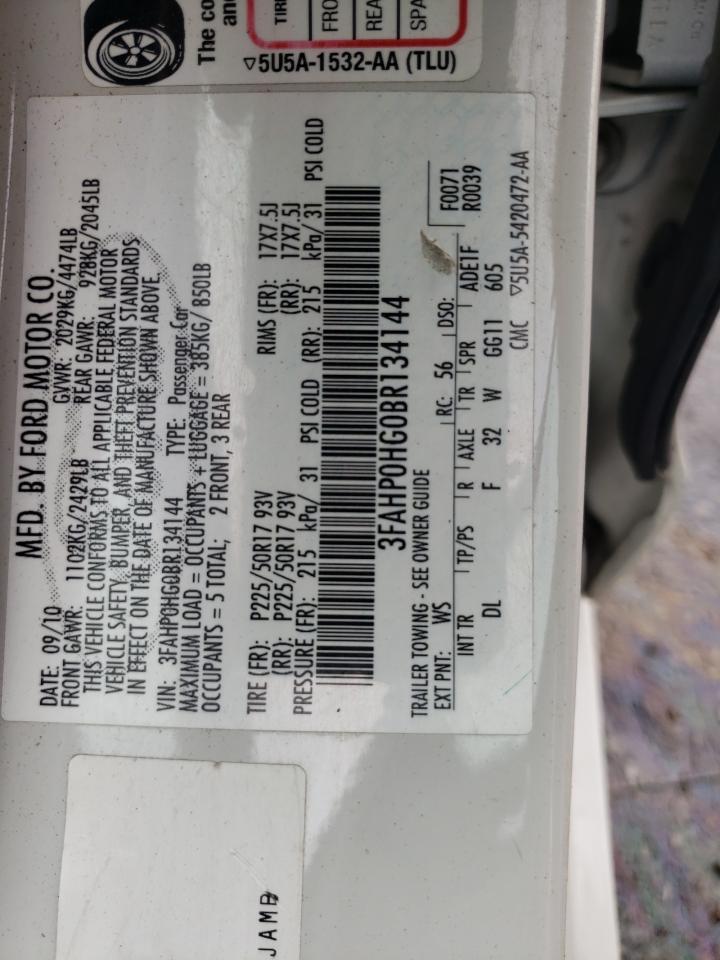 The co
and
TIRE
FRO
REA
SPA
▽5U5A-1532-AA (TLU)
MFD. BY FORD MOTOR CO.
DATE: 09/10 GVWR: 2029KG/4474LB
FRONT GAWR: 1102KG/2429LB REAR GAWR: 928KG/2045LB
THIS VEHICLE CONFORMS TO ALL APPLICABLE FEDERAL MOTOR
VEHICLE SAFETY, BUMPER, AND THEFT PREVENTION STANDARDS
IN EFFECT ON THE DATE OF MANUFACTURE SHOWN ABOVE.
VIN: 3FAHP0HG0BR134144 TYPE: Passenger Car
MAXIMUM LOAD = OCCUPANTS + LUGGAGE = 385KG/ 850LB
OCCUPANTS = 5 TOTAL; 2 FRONT, 3 REAR
TIRE (FR): P225/50R17 93V RIMS (FR): 17X7.5J
(RR): P225/50R17 93V (RR): 17X7.5J
PRESSURE (FR): 215 kPa/ 31 PSI COLD (RR): 215 kPa/ 31 PSI COLD
3FAHP0HG0BR134144
TRAILER TOWING - SEE OWNER GUIDE F0071
EXT PNT: WS RC: 56 DSO: R0039
INT TR TP/PS R AXLE TR SPR ADE1F
DL F 32 W GG11 605
CMC ▽5U5A-5420472-AA
JAMB